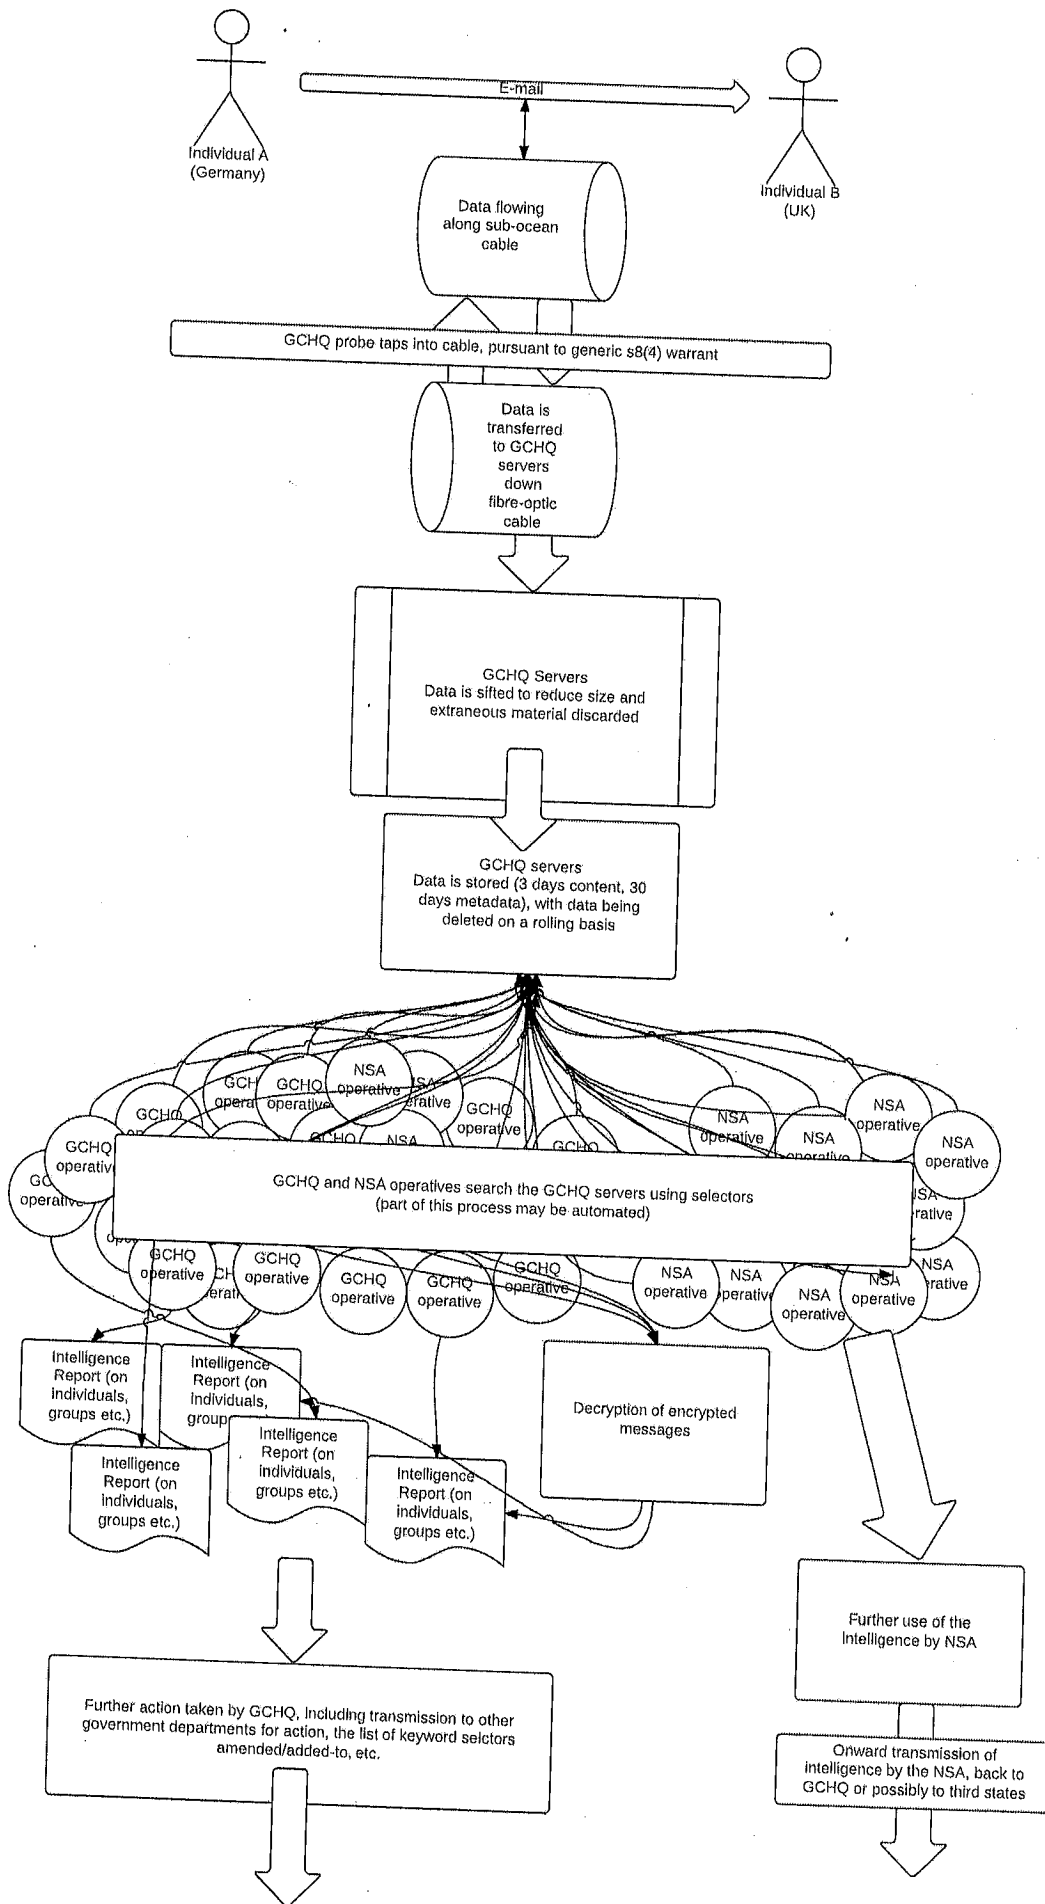 E-mail
Individual A
(Germany)
Individual B
(UK)
Data flowing
along sub-ocean
cable
GCHQ probe taps into cable, pursuant to generic s8(4) warrant
Data is
transferred
to GCHQ
servers
down
fibre-optic
cable
GCHQ Servers
Data is sifted to reduce size and
extraneous material discarded
GCHQ servers
Data is stored (3 days content, 30
days metadata), with data being
deleted on a rolling basis
NSA
operative
GCHQ
operative
GCHQ
GCHQ
NSA
GCHQ
operative
GCHQ
GCHQ
operative
NSA
operative
NSA
operative
NSA
operative
NSA
operative
operative
GCHQ and NSA operatives search the GCHQ servers using selectors
(part of this process may be automated)
GCHQ
operative
GCHQ
operative
GCHQ
operative
GCHQ
operative
GCHQ
operative
NSA
operative
NSA
NSA
operative
NSA
operative
NSA
Intelligence
Report (on
individuals,
groups etc.)
Intelligence
Report (on
individuals,
Intelligence
Report (on
individuals,
groups etc.)
Intelligence
Report (on
individuals,
groups etc.)
Intelligence
Report (on
individuals,
groups etc.)
Decryption of encrypted
messages
Further use of the
Intelligence by NSA
Further action taken by GCHQ, including transmission to other
government departments for action, the list of keyword selctors
amended/added-to, etc.
Onward transmission of
intelligence by the NSA, back to
GCHQ or possibly to third states